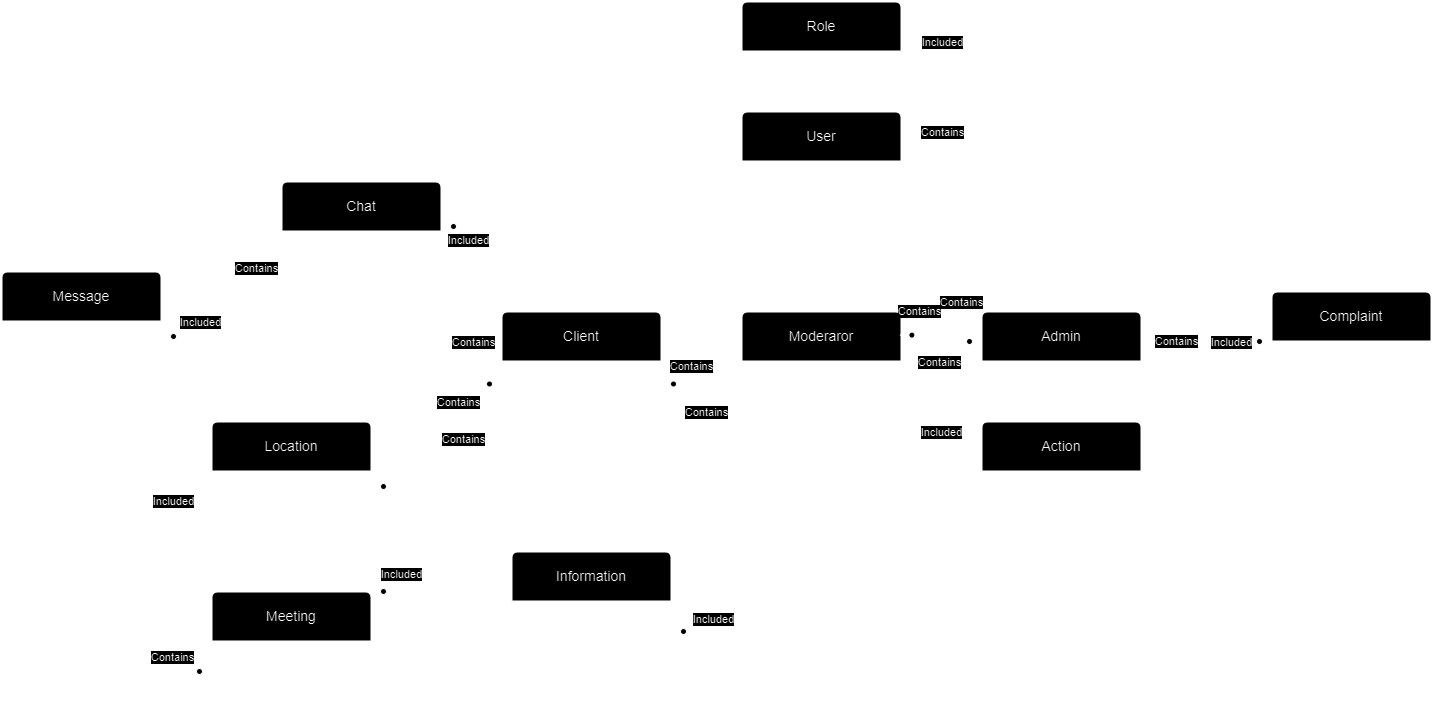 Role
Included
User
Contains
Chat
Included
Contains
Message
Included
Contains
Client
Contains
Contains
Contains
Contains
Moderaror
Contains
Contains
Contains
Admin
Contains
Included
Complaint
Location
Included
Included
Action
Included
Meeting
Contains
Information
Included